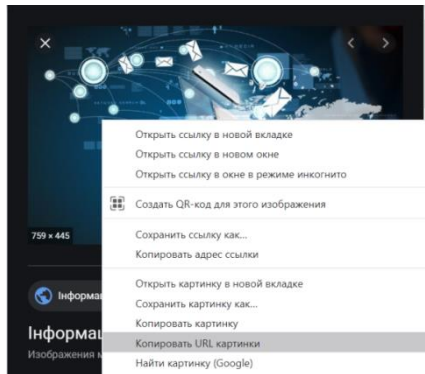 Открыть ссылку в новой вкладке
Открыть ссылку в новом окне
Открыть ссылку в окне в режиме инкогнито
Создать QR-код для этого изображения
759 × 445
Сохранить ссылку как...
Копировать адрес ссылки
Открыть картинку в новой вкладке
Сохранить картинку как...
Копировать картинку
Копировать URL картинки
Найти картинку (Google)
Інформац
Изображения